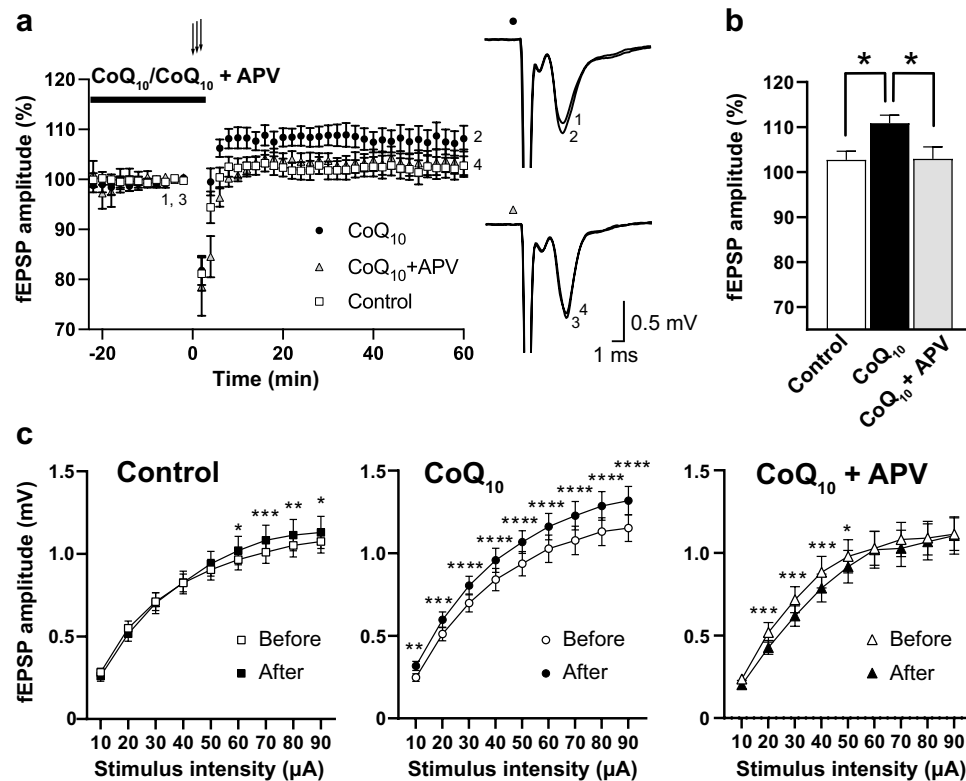 a
CoQ10/CoQ10 + APV
fEPSP amplitude (%)
120
110
100
90
80
70
-20 0 20 40 60
Time (min)
1, 3
2
4
CoQ10
CoQ10+APV
Control
1
2
3 4
0.5 mV
1 ms
b
* *
fEPSP amplitude (%)
120
110
100
90
80
70
Control
CoQ10
CoQ10 + APV
c
Control
fEPSP amplitude (mV)
1.5
1.0
0.5
0
* *** ** *
Before
After
10 20 30 40 50 60 70 80 90
Stimulus intensity (µA)
CoQ10
1.5
1.0
0.5
0
** *** **** **** **** **** **** **** ****
Before
After
10 20 30 40 50 60 70 80 90
Stimulus intensity (µA)
CoQ10 + APV
1.5
1.0
0.5
0
*** *** *** *
Before
After
10 20 30 40 50 60 70 80 90
Stimulus intensity (µA)